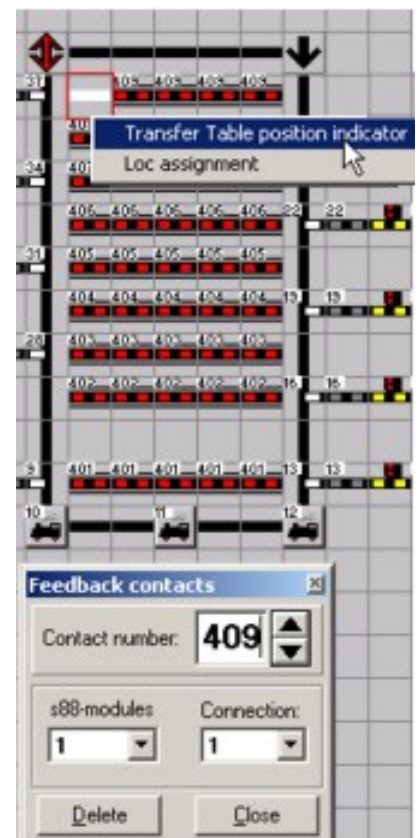 37 409 409 409 409
408
Transfer Table position indicator
34 407
Loc assignment
406 406 406 406 406 22 22
31 405 405 405 405 405
404 404 404 404 404 19 19
28 403 403 403 403 403
402 402 402 402 402 16 16
9 401 401 401 401 401 13 13
10 11 12
Feedback contacts
Contact number: 409
s88-modules Connection:
1 1
Delete Close